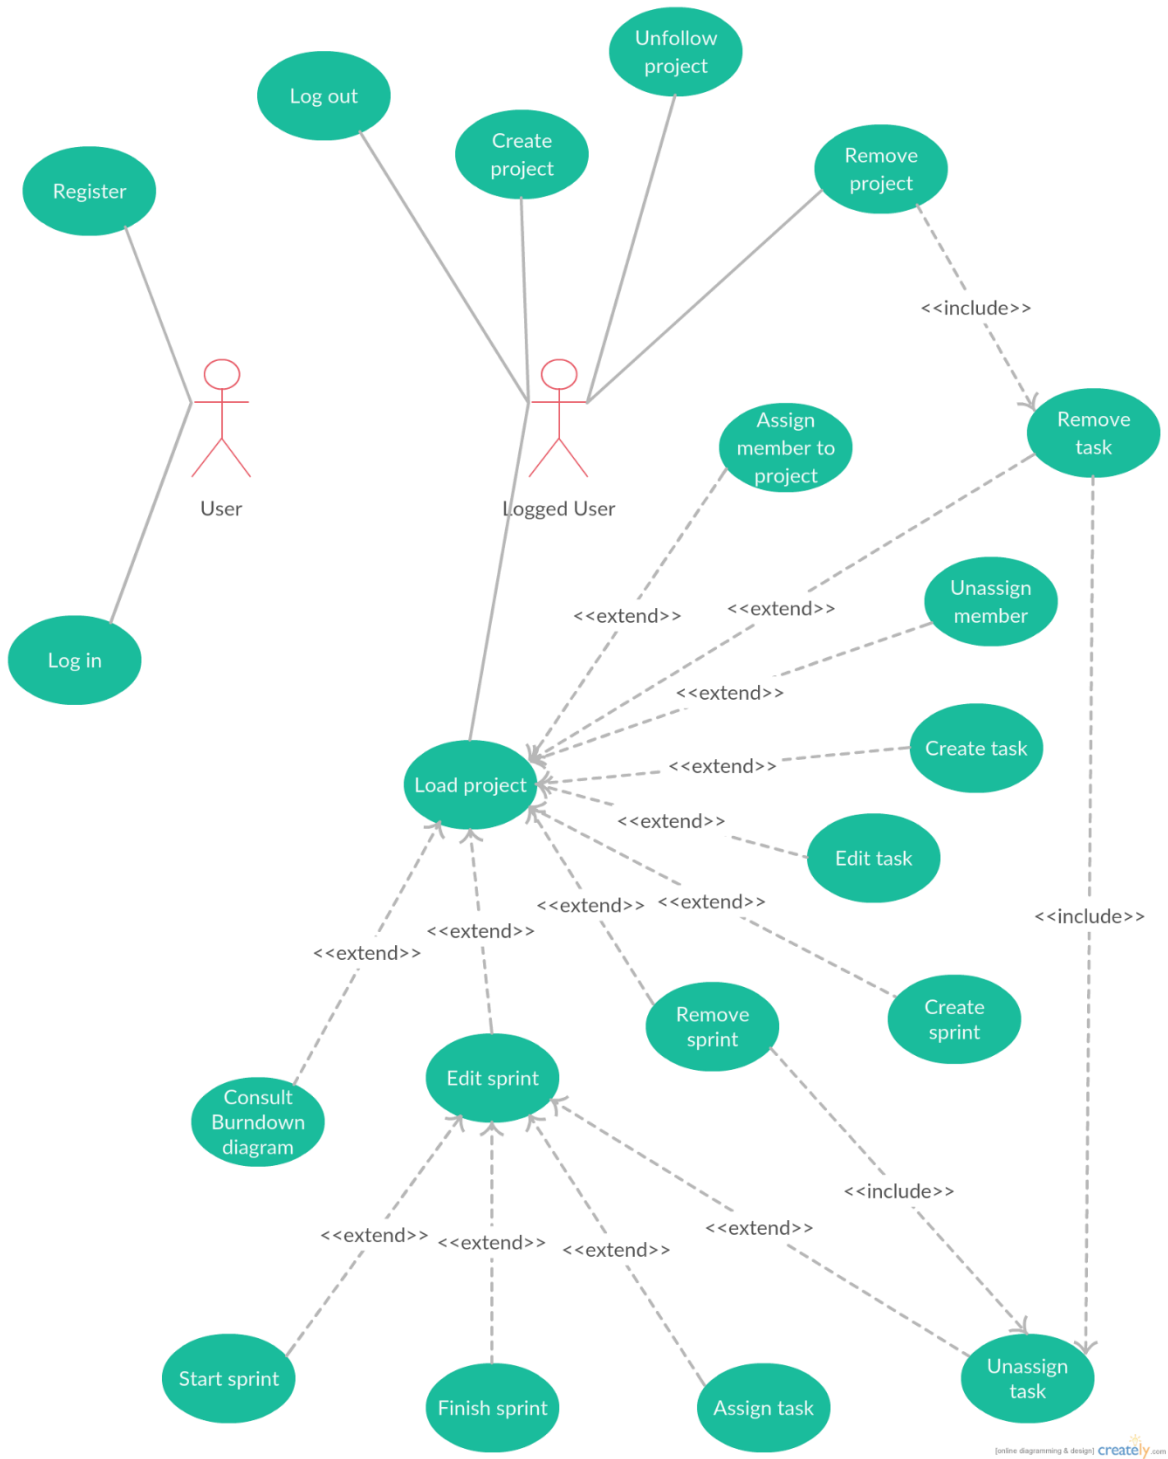 Unfollow
project
Log out
Create
project
Remove
project
Register
<<include>>
Assign
member to
project
Remove
task
User
Logged User
Unassign
member
<<extend>>
<<extend>>
Log in
<<extend>>
Create task
<<extend>>
Load project
<<extend>>
Edit task
<<extend>>
<<extend>>
<<include>>
<<extend>>
<<extend>>
Remove
sprint
Create
sprint
Edit sprint
Consult
Burndown
diagram
<<include>>
<<extend>>
<<extend>>
<<extend>>
<<extend>>
Start sprint
Finish sprint
Assign task
Unassign
task
[online diagramming & design] creately.com